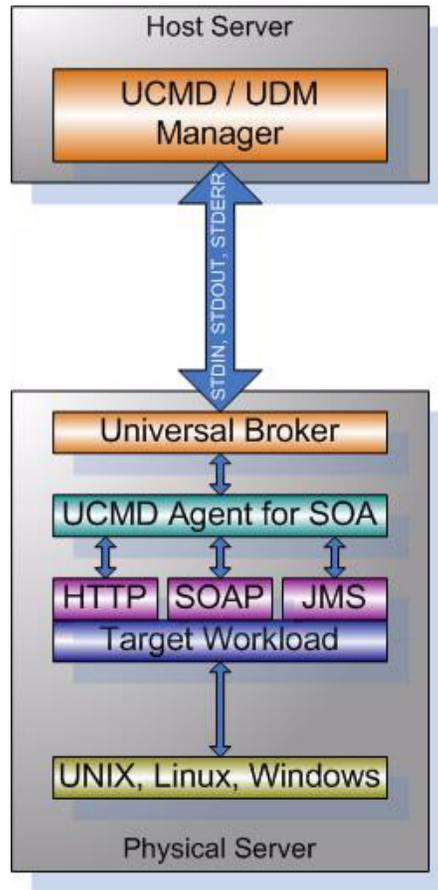 Host Server
UCMD / UDM
Manager
STDIN, STDOUT, STDERR
Universal Broker
UCMD Agent for SOA
HTTP SOAP JMS
Target Workload
UNIX, Linux, Windows
Physical Server